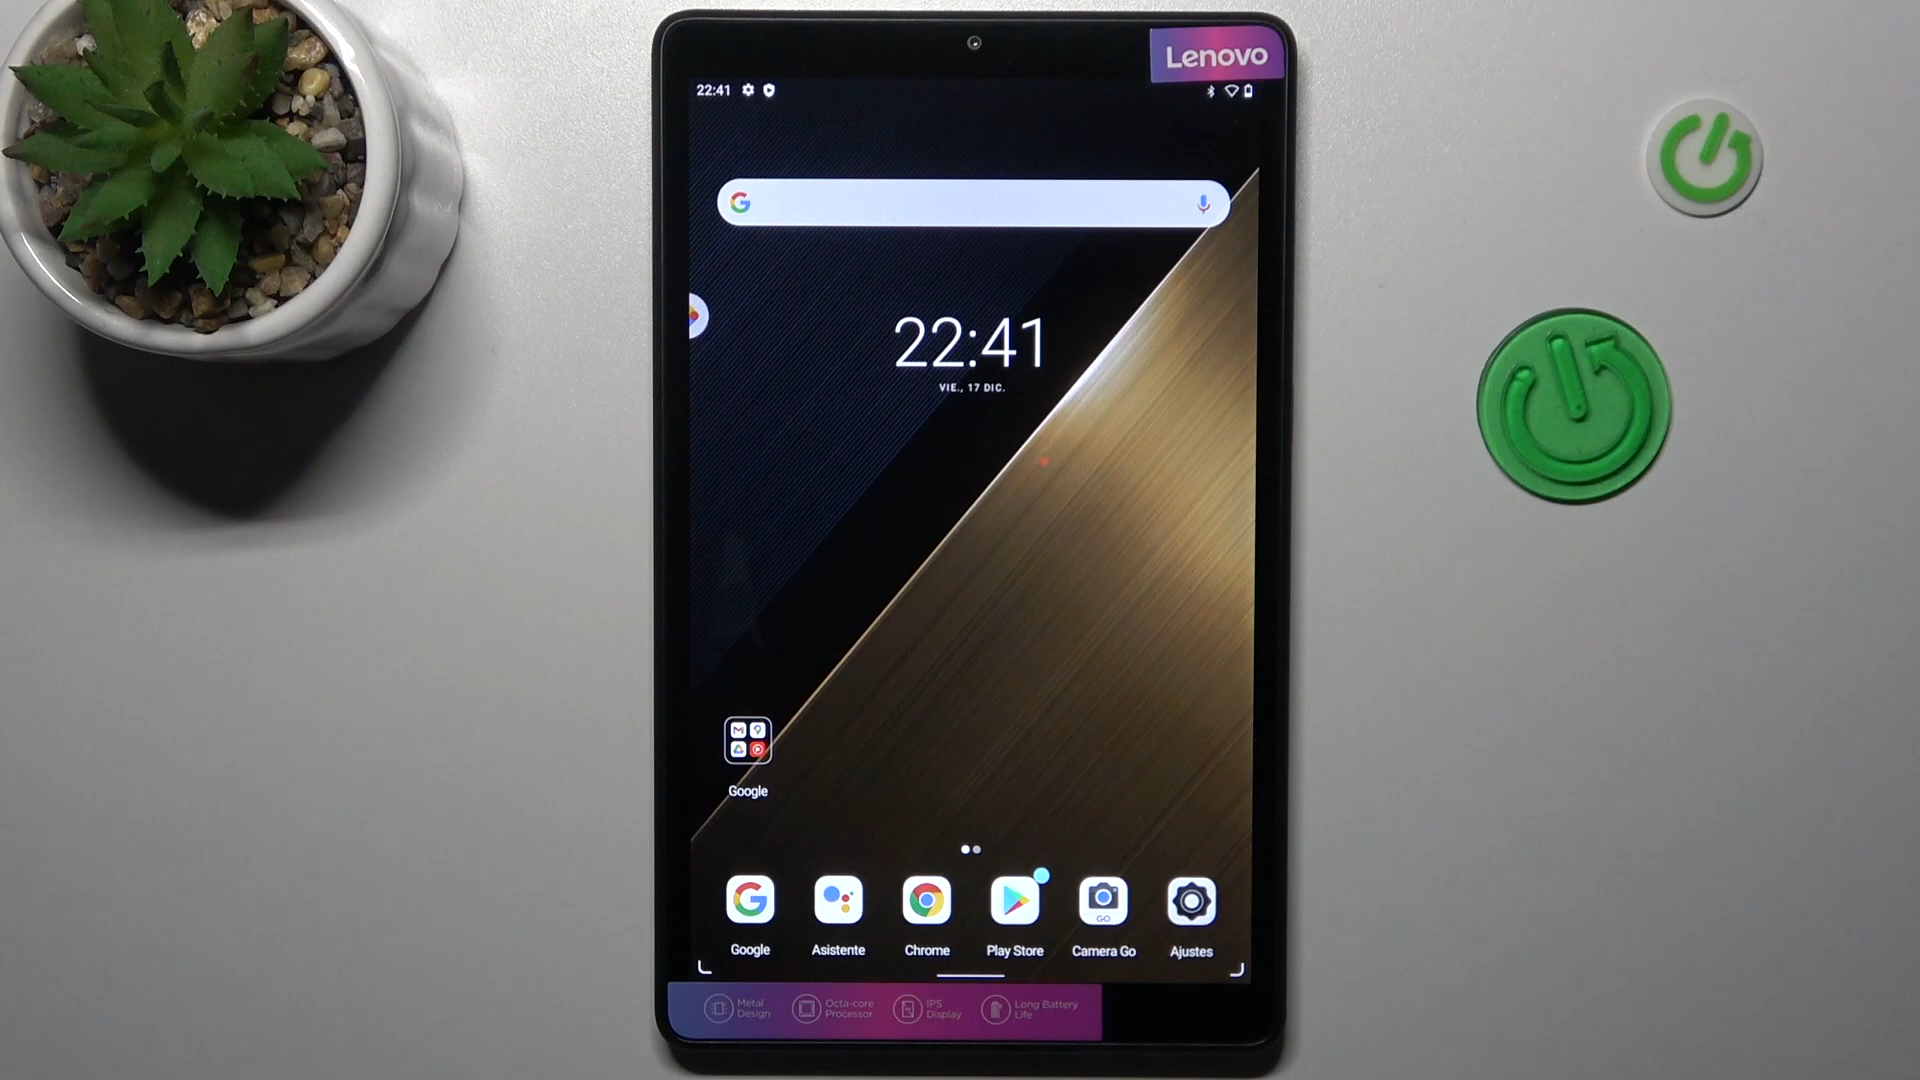 Lenovo
22:41
22:41
VIE., 17 DIC.
Google
Google
Asistente
Chrome
Play Store
GO
Camera Go
Ajustes
Metal
Design
Octa-core
Processor
IPS
Display
Long Battery
Life